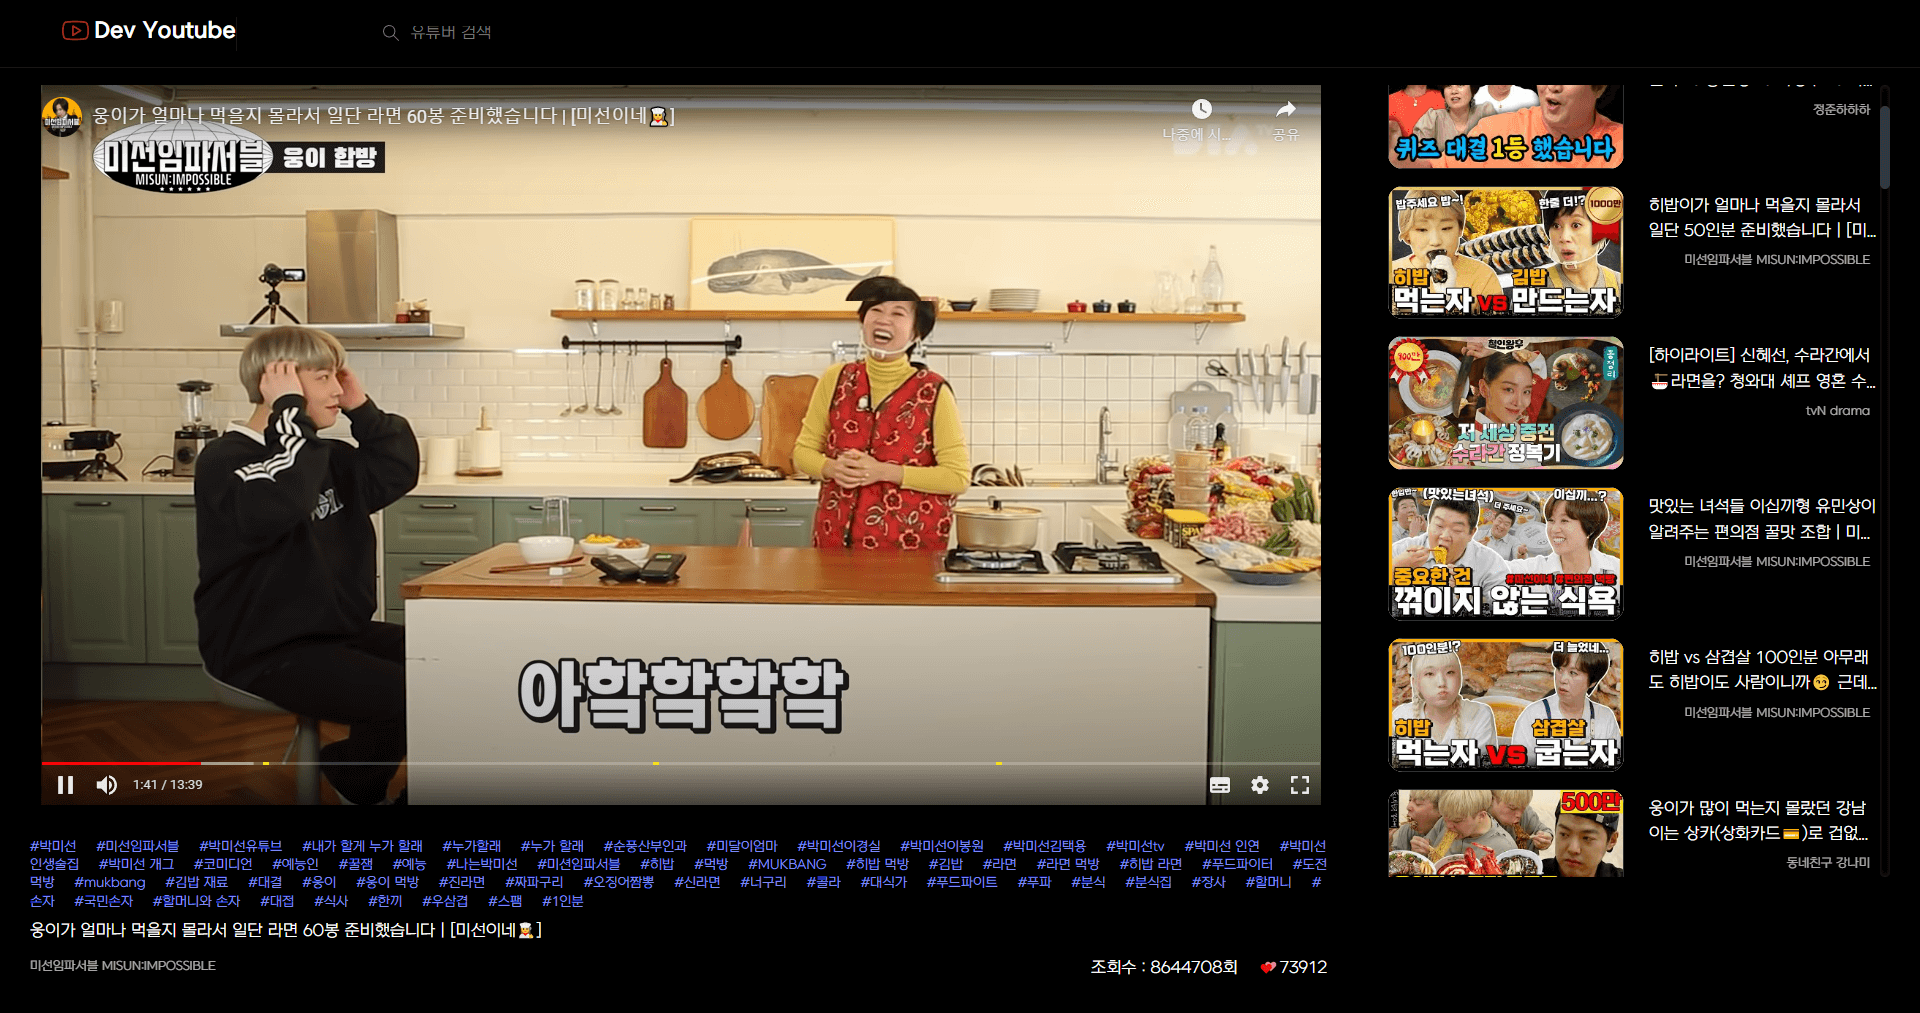 Dev Youtube
유튜버 검색
웅이가 얼마나 먹을지 몰라서 일단 라면 60봉 준비했습니다 | [미선이네👩‍🍳]
나중에 시...
공유
미선임파서블
MISUN:IMPOSSIBLE
웅이 합방
아핰핰핰핰
1:41 / 13:39
#박미선 #미선임파서블 #박미선유튜브 #내가 할게 누가 할래 #누가할래 #누가 할래 #순풍산부인과 #미달이엄마 #박미선이경실 #박미선이봉원 #박미선김택용 #박미선tv #박미선 인연 #박미선
인생술집 #박미선 개그 #코미디언 #예능인 #꿀잼 #예능 #나는박미선 #미션임파서블 #히밥 #먹방 #MUKBANG #히밥 먹방 #김밥 #라면 #라면 먹방 #히밥 라면 #푸드파이터 #도전
먹방 #mukbang #김밥 재료 #대결 #웅이 #웅이 먹방 #진라면 #짜파구리 #오징어짬뽕 #신라면 #너구리 #콜라 #대식가 #푸드파이트 #푸파 #분식 #분식집 #장사 #할머니 #
손자 #국민손자 #할머니와 손자 #대접 #식사 #한끼 #우삼겹 #스팸 #1인분
웅이가 얼마나 먹을지 몰라서 일단 라면 60봉 준비했습니다 | [미선이네👩‍🍳]
미선임파서블 MISUN:IMPOSSIBLE
조회수 : 8644708회
73912
퀴즈 대결 1등 했습니다
정준하하하
밥주세요 밥~!
한줄 더!?
1000만
히밥
김밥
먹는자 vs 만드는자
히밥이가 얼마나 먹을지 몰라서
일단 50인분 준비했습니다 | [미...
미선임파서블 MISUN:IMPOSSIBLE
철인왕후
저 세상 중전
수라간 정복기
[하이라이트] 신혜선, 수라간에서
🍜라면을? 청와대 셰프 영혼 수...
tvN drama
(맛있는녀석)
더 주세요~
이십끼...?
중요한 건
#미선이네 #편의점 먹방
꺾이지 않는 식욕
맛있는 녀석들 이십끼형 유민상이
알려주는 편의점 꿀맛 조합 | 미...
미선임파서블 MISUN:IMPOSSIBLE
100인분!?
더 늘었네...
히밥
삼겹살
먹는자 vs 굽는자
히밥 vs 삼겹살 100인분 아무래
도 히밥이도 사람이니까😋 근데...
미선임파서블 MISUN:IMPOSSIBLE
500만
웅이가 많이 먹는지 몰랐던 강남
이는 상카(상화카드💳)로 겁없...
동네친구 강나미